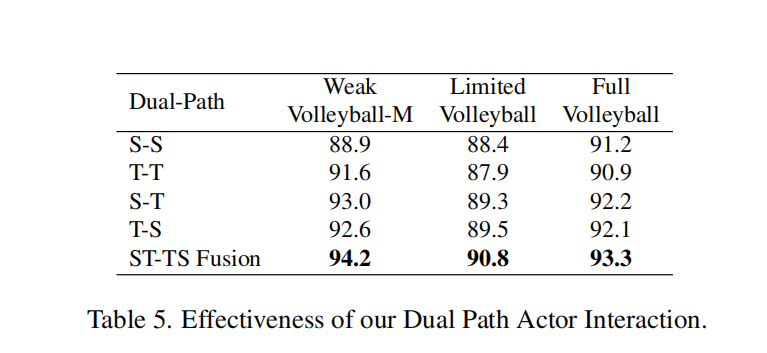 Dual-Path Weak Volleyball-M Limited Volleyball Full Volleyball
S-S 88.9 88.4 91.2
T-T 91.6 87.9 90.9
S-T 93.0 89.3 92.2
T-S 92.6 89.5 92.1
ST-TS Fusion 94.2 90.8 93.3
Table 5. Effectiveness of our Dual Path Actor Interaction.